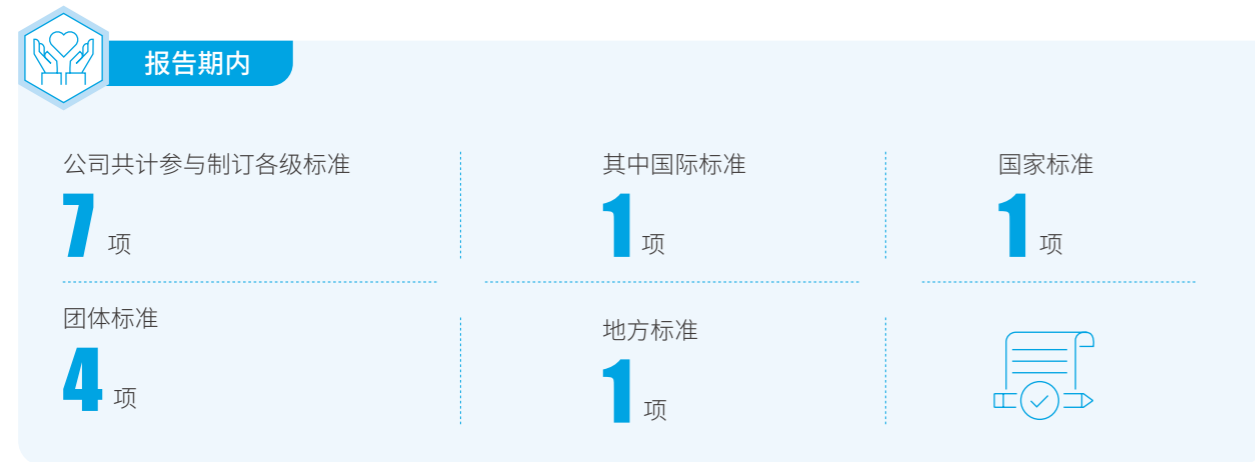 报告期内
公司共计参与制订各级标准
7 项
其中国际标准
1 项
国家标准
1 项
团体标准
4 项
地方标准
1 项